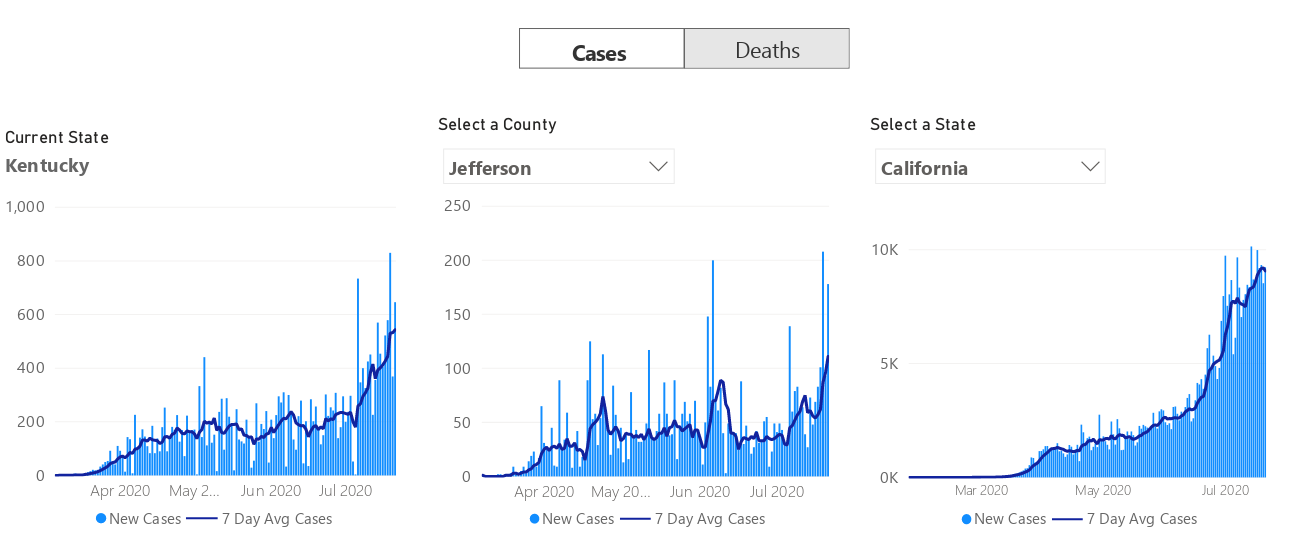 Cases Deaths
Current State
Kentucky
1,000
800
600
400
200
0
Apr 2020 May 2... Jun 2020 Jul 2020
New Cases 7 Day Avg Cases
Select a County
Jefferson
250
200
150
100
50
0
Apr 2020 May 20... Jun 2020 Jul 2020
New Cases 7 Day Avg Cases
Select a State
California
10K
5K
0K
Mar 2020 May 2020 Jul 2020
New Cases 7 Day Avg Cases